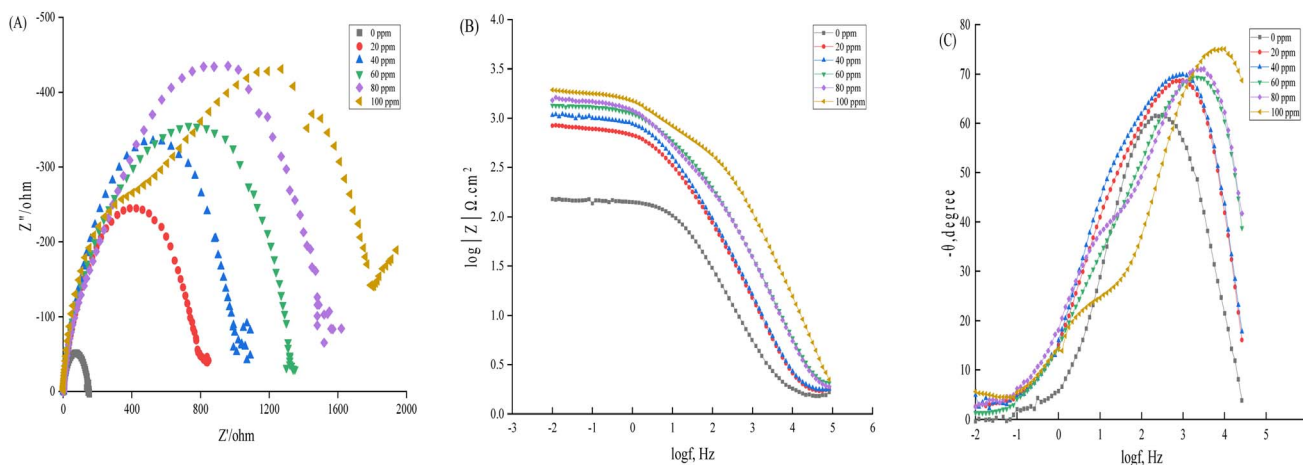 (A)
-500
-400
-300
-200
-100
0
Z''/ohm
0
400
800
1200
1600
2000
Z'/ohm
0 ppm
20 ppm
40 ppm
60 ppm
80 ppm
100 ppm
(B)
4.0
3.5
3.0
2.5
2.0
1.5
1.0
0.5
0.0
log│Z│Ω.cm²
-3
-2
-1
0
1
2
3
4
5
6
logf, Hz
0 ppm
20 ppm
40 ppm
60 ppm
80 ppm
100 ppm
(C)
80
70
60
50
40
30
20
10
0
-θ,degree
-2
-1
0
1
2
3
4
5
logf, Hz
0 ppm
20 ppm
40 ppm
60 ppm
80 ppm
100 ppm